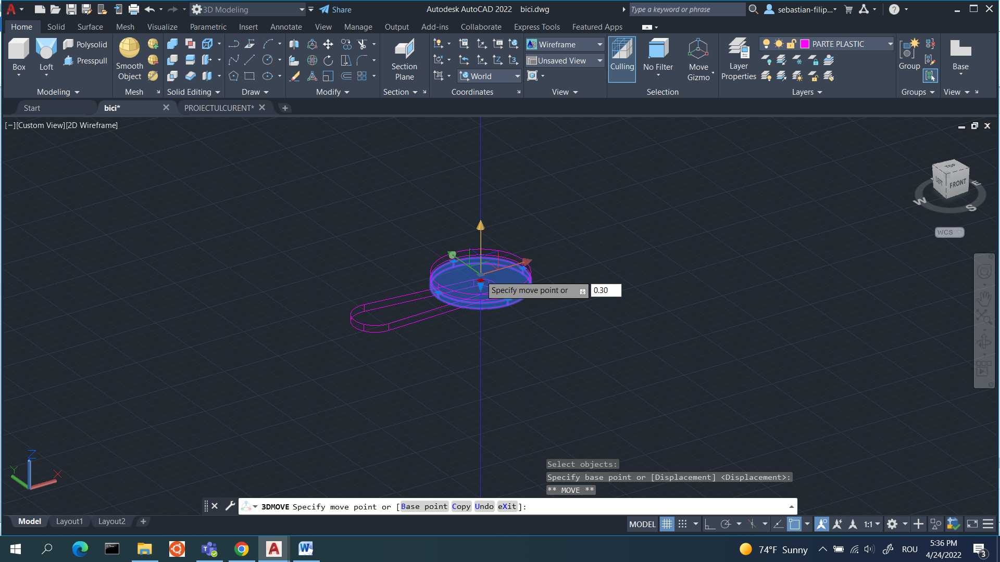 3D Modeling
Share
Autodesk AutoCAD 2022 bici.dwg
Type a keyword or phrase
sebastian-filip...
Home Solid Surface Mesh Visualize Parametric Insert Annotate View Manage Output Add-ins Collaborate Express Tools Featured Apps
Box
Loft
Polysolid
Presspull
Smooth
Object
Section
Plane
World
Wireframe
Unsaved View
Culling
No Filter
Move
Gizmo
Layer
Properties
PARTE PLASTIC
Group
Base
Modeling Mesh Solid Editing Draw Modify Section Coordinates View Selection Layers Groups View
Start bici* PROIECTULCURENT*
[−][Custom View][2D Wireframe]
TOP
LEFT FRONT
E
W
S
WCS
Specify move point or 0.30
Z
Y
X
Select objects:
Specify base point or [Displacement] <Displacement>:
** MOVE **
3DMOVE Specify move point or [Base point Copy Undo eXit]:
Model Layout1 Layout2
MODEL 1:1
74°F Sunny
ROU
5:36 PM
4/24/2022
3